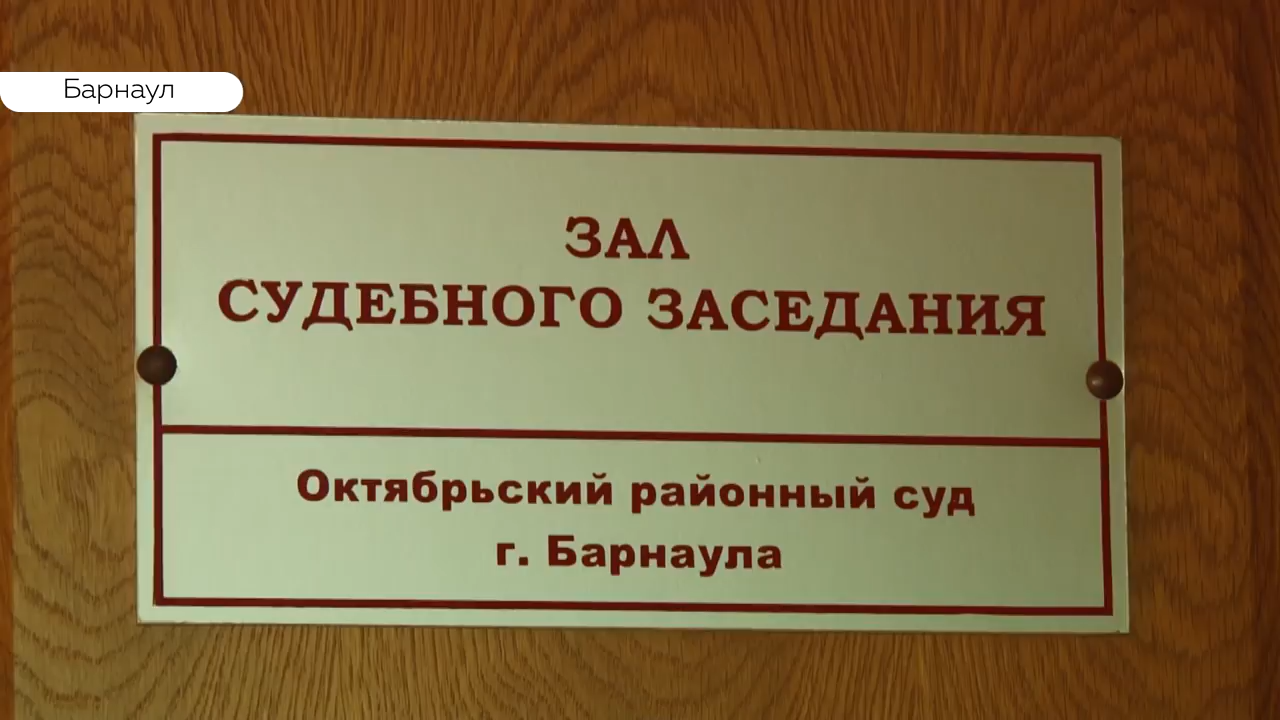 Барнаул
ЗАЛ
СУДЕБНОГО ЗАСЕДАНИЯ
Октябрьский районный суд
г. Барнаула